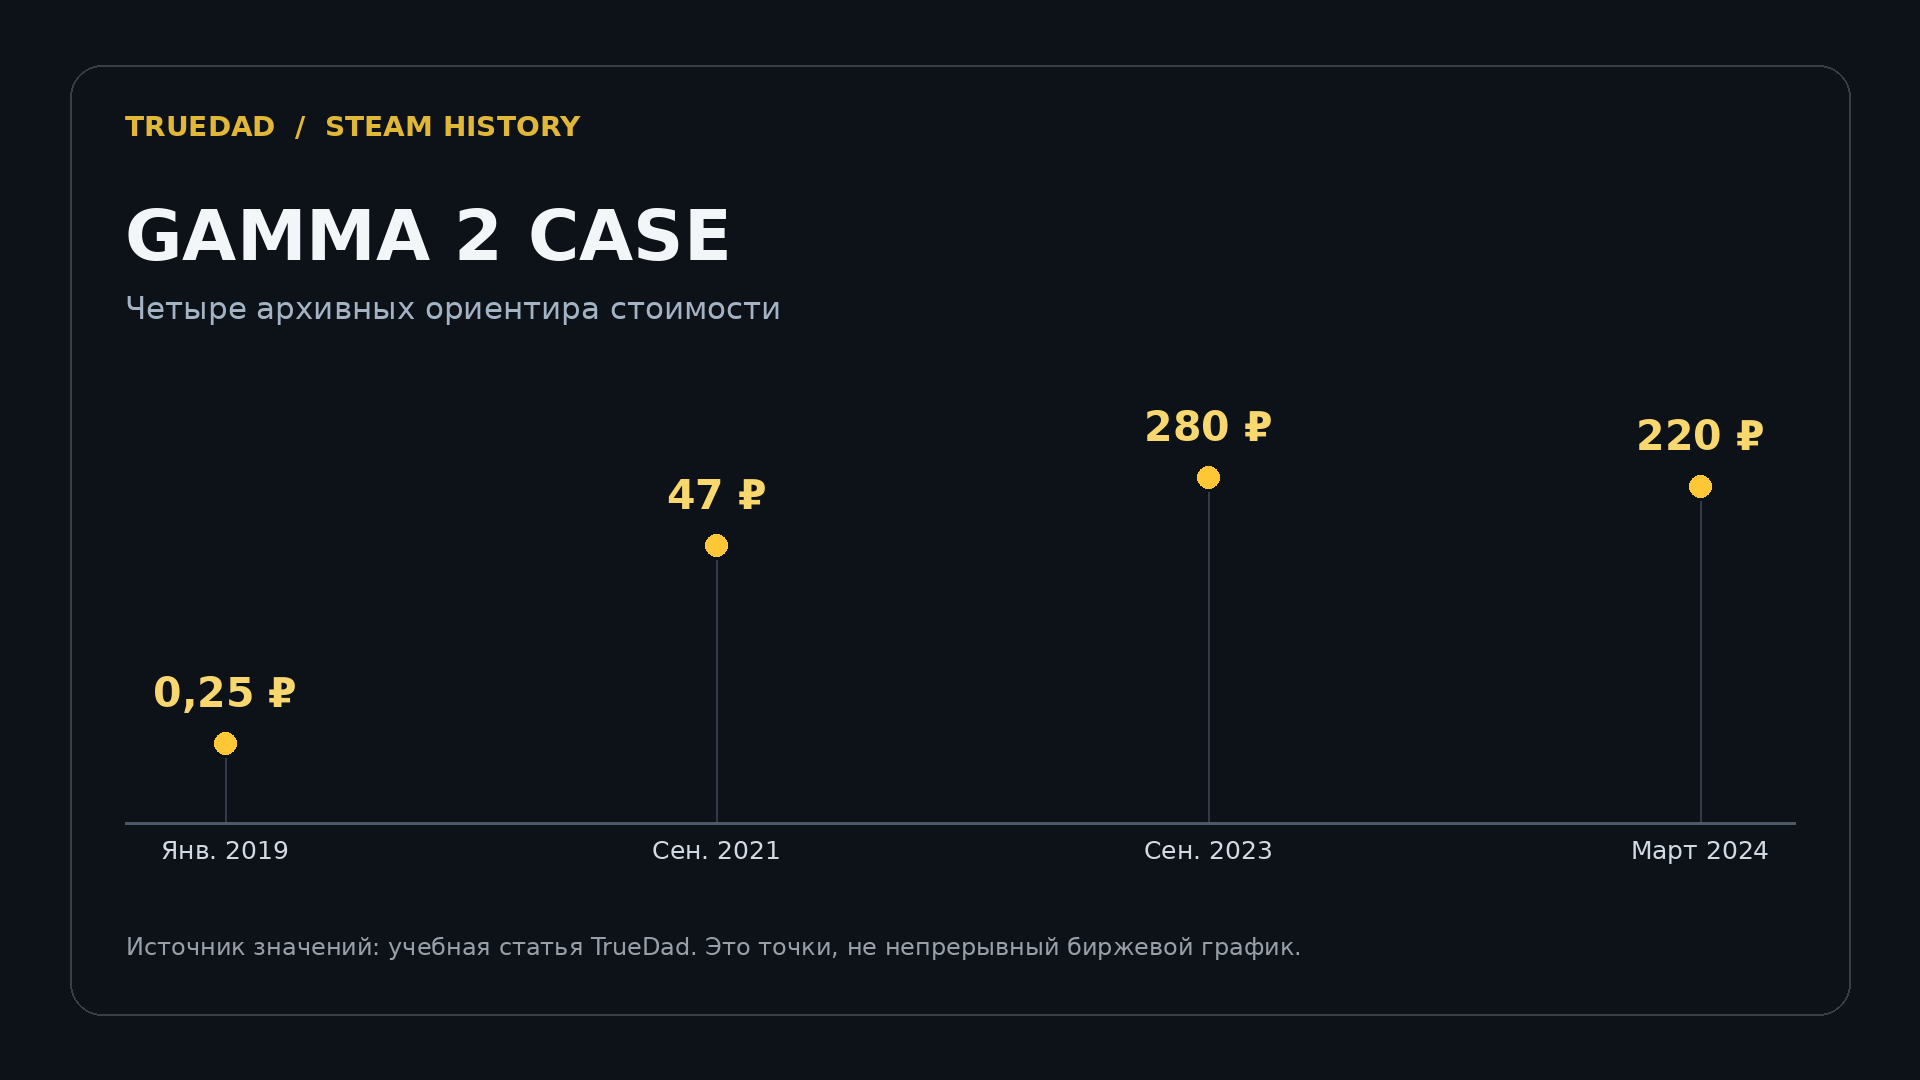 TRUEDAD / STEAM HISTORY
GAMMA 2 CASE
Четыре архивных ориентира стоимости
0,25 ₽
47 ₽
280 ₽
220 ₽
Янв. 2019
Сен. 2021
Сен. 2023
Март 2024
Источник значений: учебная статья TrueDad. Это точки, не непрерывный биржевой график.